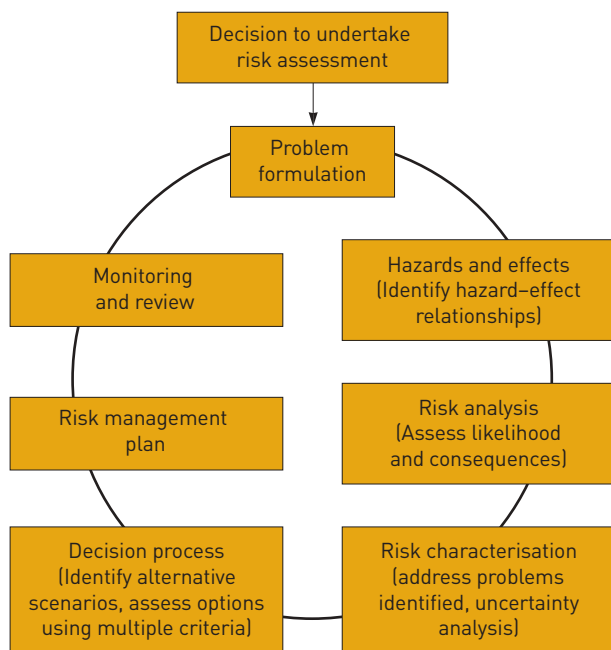 Decision to undertake
risk assessment
Problem
formulation
Hazards and effects
(Identify hazard–effect
relationships)
Risk analysis
(Assess likelihood
and consequences)
Risk characterisation
(address problems
identified, uncertainty
analysis)
Decision process
(Identify alternative
scenarios, assess options
using multiple criteria)
Risk management
plan
Monitoring
and review